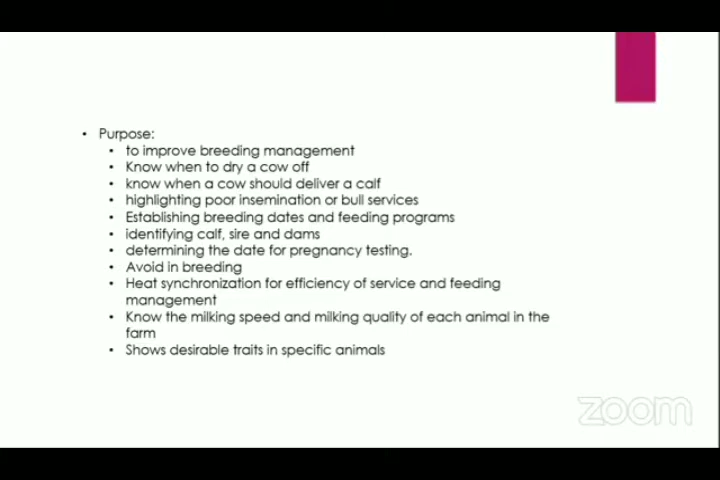 • Purpose:
• to improve breeding management
• Know when to dry a cow off
• know when a cow should deliver a calf
• highlighting poor insemination or bull services
• Establishing breeding dates and feeding programs
• identifying calf, sire and dams
• determining the date for pregnancy testing.
• Avoid in breeding
• Heat synchronization for efficiency of service and feeding
management
• Know the milking speed and milking quality of each animal in the
farm
• Shows desirable traits in specific animals
zoom